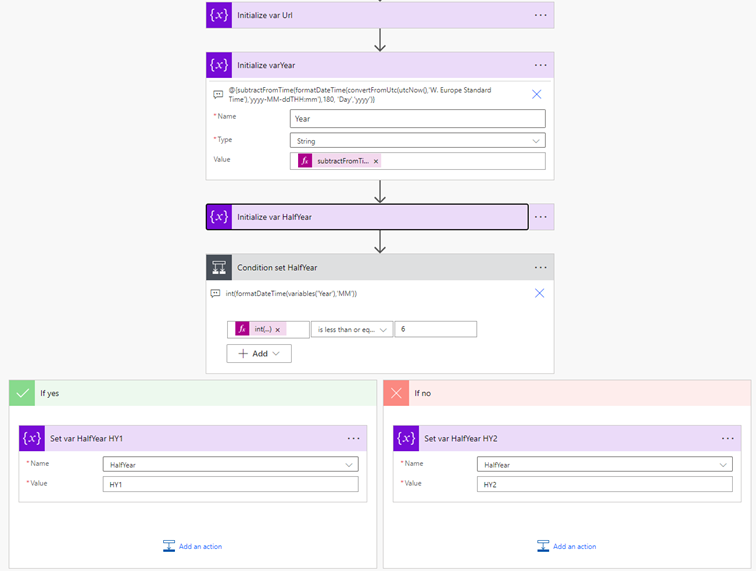 {x} Initialize var Url ...
{x} Initialize varYear ...
@{subtractFromTime(formatDateTime(convertFromUtc(utcNow(),'W. Europe Standard
Time'),'yyyy-MM-ddTHH:mm'),180, 'Day','yyyy')}
* Name Year
* Type String
Value fx subtractFromTi... ×
{x} Initialize var HalfYear ...
Condition set HalfYear ...
int(formatDateTime(variables('Year'),'MM'))
fx int(...) × is less than or eq... 6
+ Add
If yes
If no
{x} Set var HalfYear HY1 ...
* Name HalfYear
* Value HY1
Add an action
{x} Set var HalfYear HY2 ...
* Name HalfYear
* Value HY2
Add an action